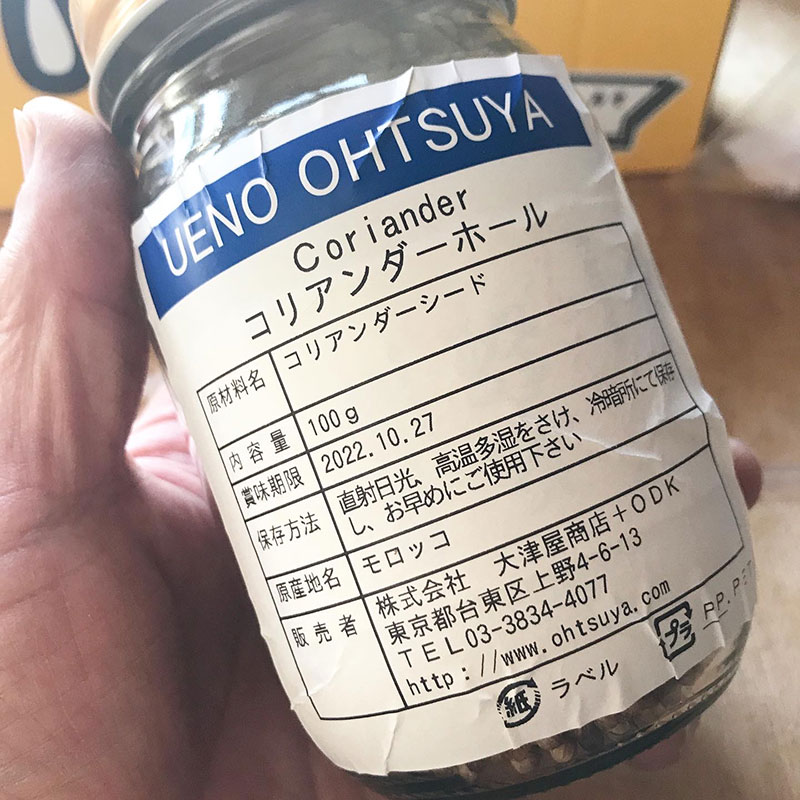 UENO OHTSUYA
Coriander
コリアンダーホール
原材料名 コリアンダーシード
内容量 100g
賞味期限 2022.10.27
保存方法 直射日光、高温多湿をさけ、冷暗所にて保存
し、お早めにご使用下さい
原産地名 モロッコ
販売者 株式会社 大津屋商店+ODK
東京都台東区上野4-6-13
TEL03-3834-4077
http://www.ohtsuya.com
紙 ラベル プラ PP.PET